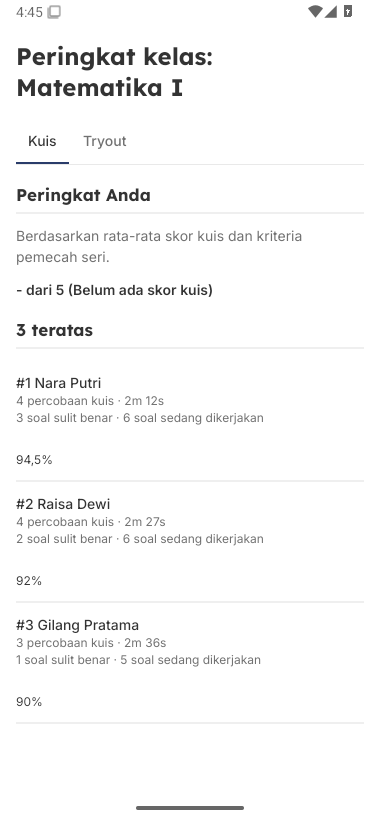 4:45
Peringkat kelas:
Matematika I
Kuis Tryout
Peringkat Anda
Berdasarkan rata-rata skor kuis dan kriteria
pemecah seri.
- dari 5 (Belum ada skor kuis)
3 teratas
#1 Nara Putri
4 percobaan kuis · 2m 12s
3 soal sulit benar · 6 soal sedang dikerjakan
94,5%
#2 Raisa Dewi
4 percobaan kuis · 2m 27s
2 soal sulit benar · 6 soal sedang dikerjakan
92%
#3 Gilang Pratama
3 percobaan kuis · 2m 36s
1 soal sulit benar · 5 soal sedang dikerjakan
90%